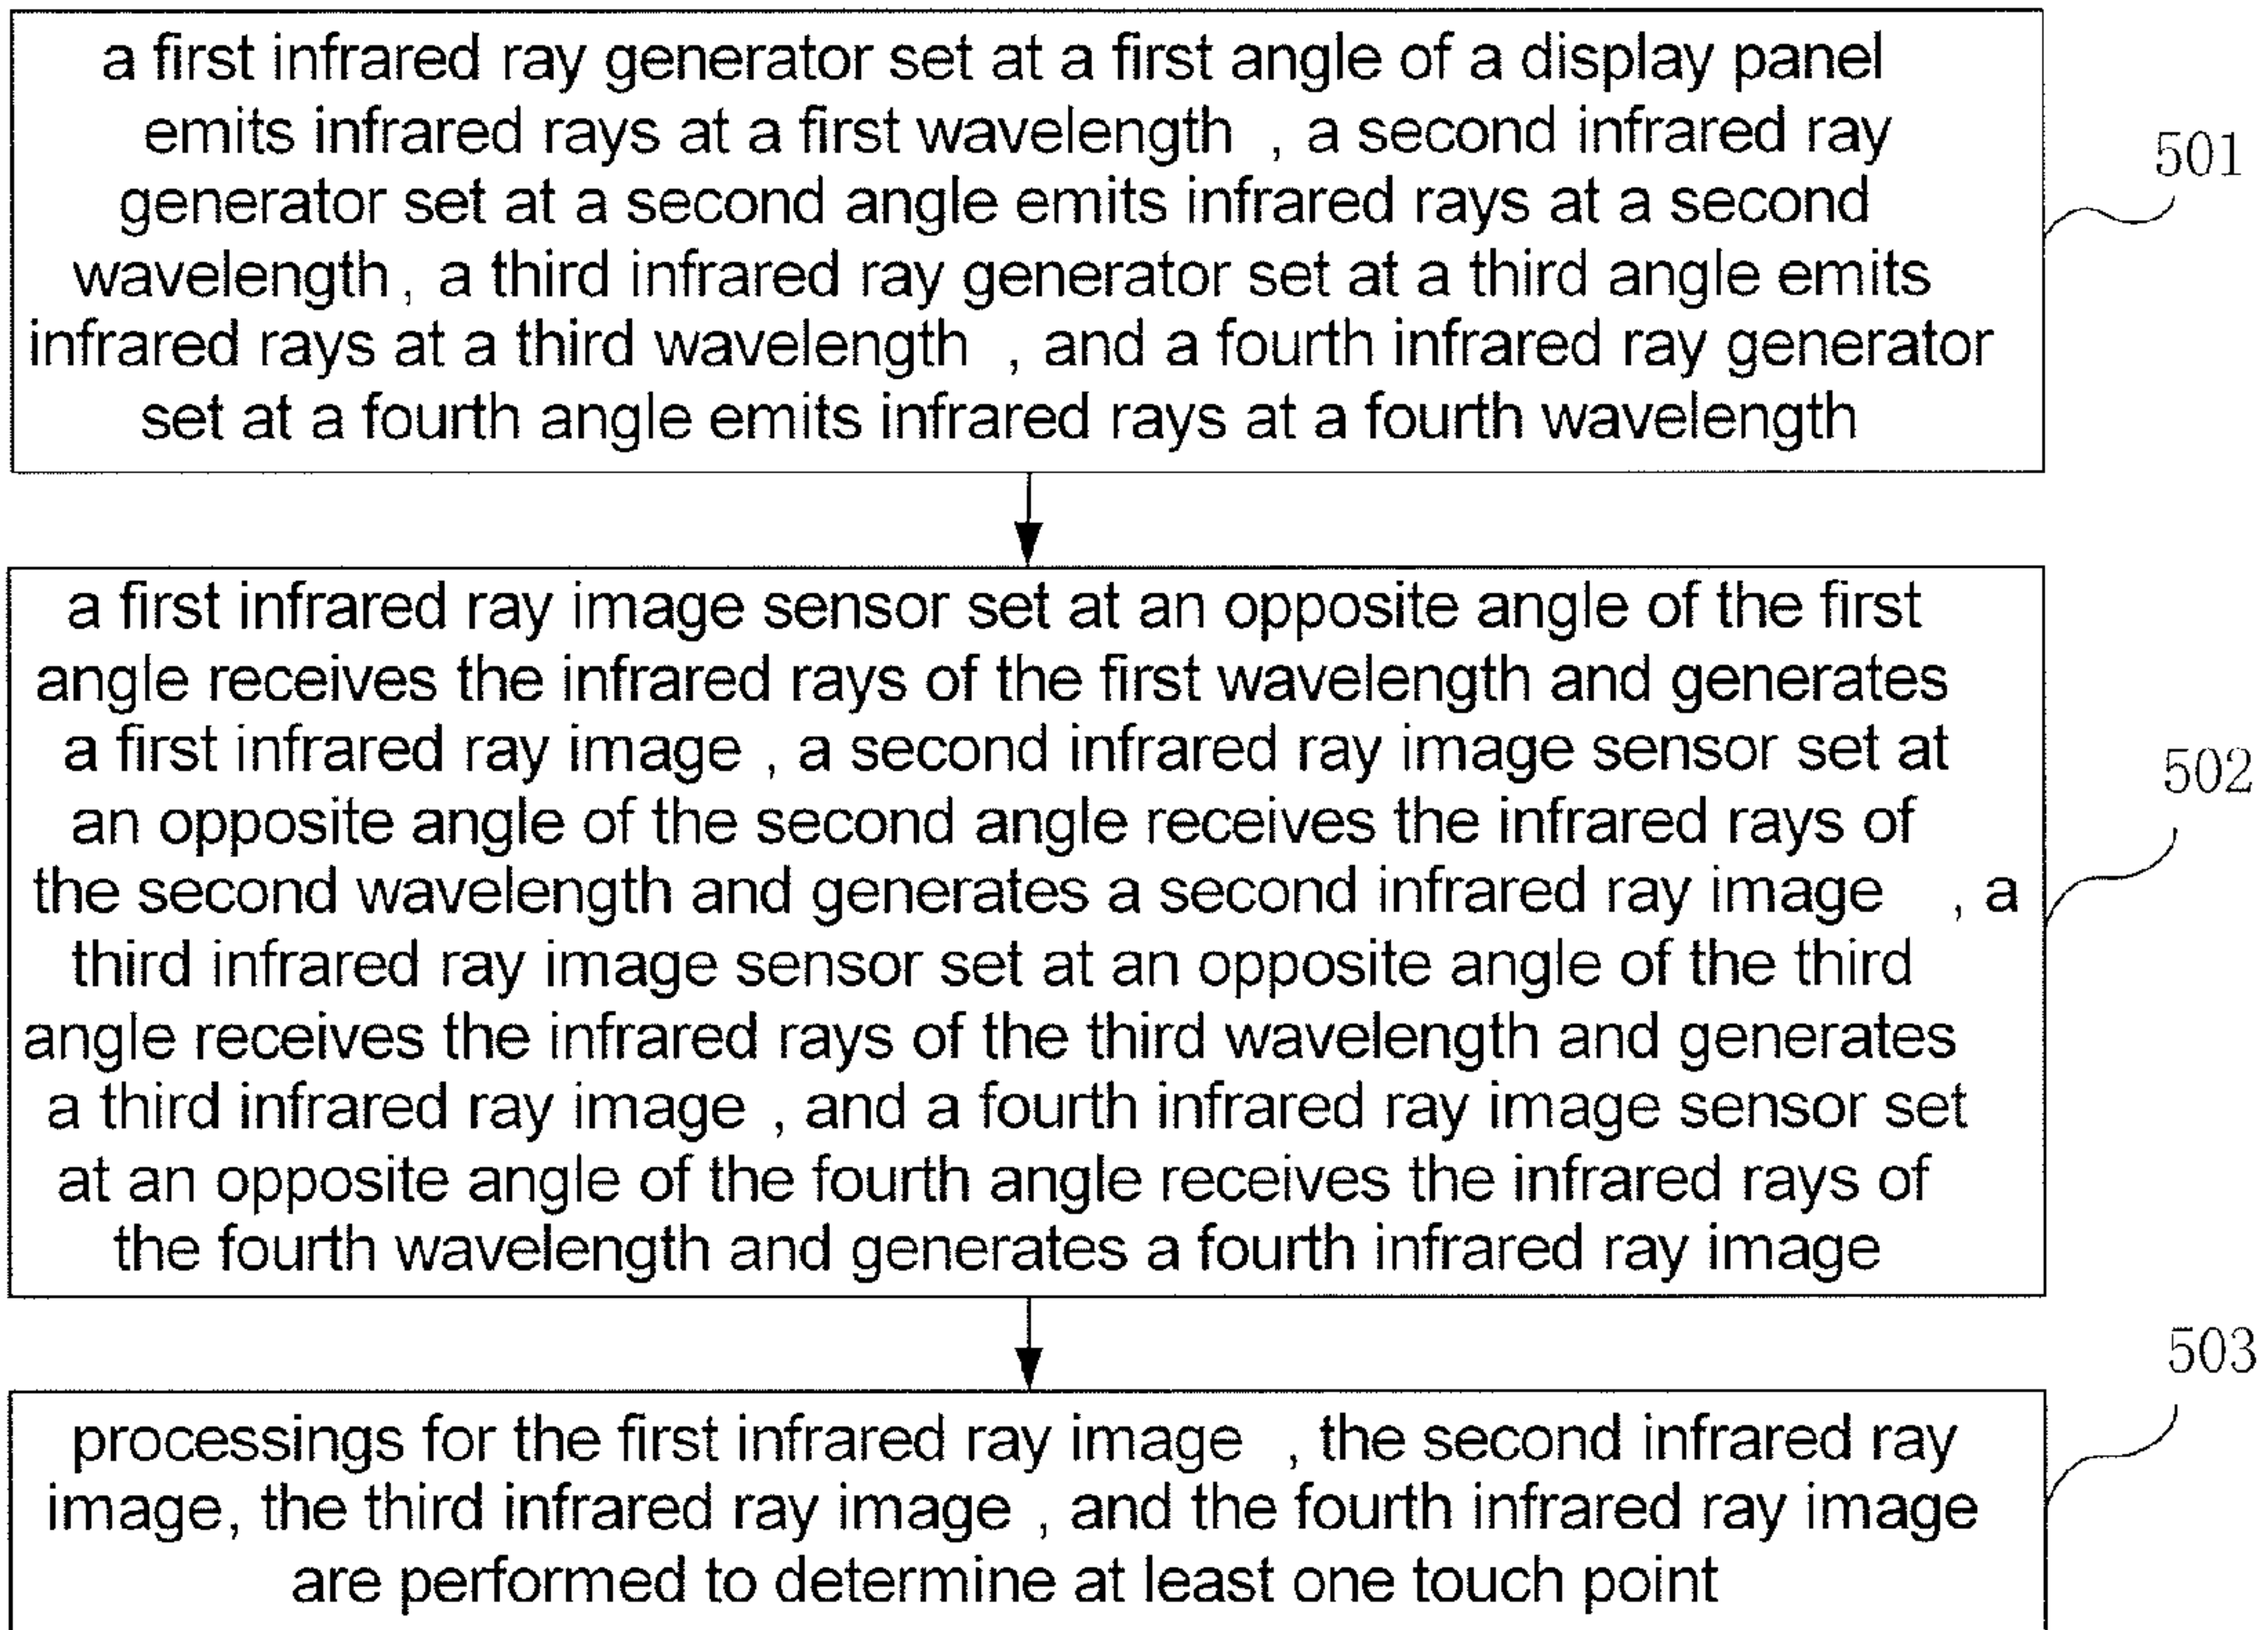 a first infrared ray generator set at a first angle of a display panel
emits infrared rays at a first wavelength , a second infrared ray
generator set at a second angle emits infrared rays at a second
wavelength, a third infrared ray generator set at a third angle emits
infrared rays at a third wavelength , and a fourth infrared ray generator
set at a fourth angle emits infrared rays at a fourth wavelength
501
a first infrared ray image sensor set at an opposite angle of the first
angle receives the infrared rays of the first wavelength and generates
a first infrared ray image , a second infrared ray image sensor set at
an opposite angle of the second angle receives the infrared rays of
the second wavelength and generates a second infrared ray image , a
third infrared ray image sensor set at an opposite angle of the third
angle receives the infrared rays of the third wavelength and generates
a third infrared ray image , and a fourth infrared ray image sensor set
at an opposite angle of the fourth angle receives the infrared rays of
the fourth wavelength and generates a fourth infrared ray image
502
processings for the first infrared ray image , the second infrared ray
image, the third infrared ray image , and the fourth infrared ray image
are performed to determine at least one touch point
503